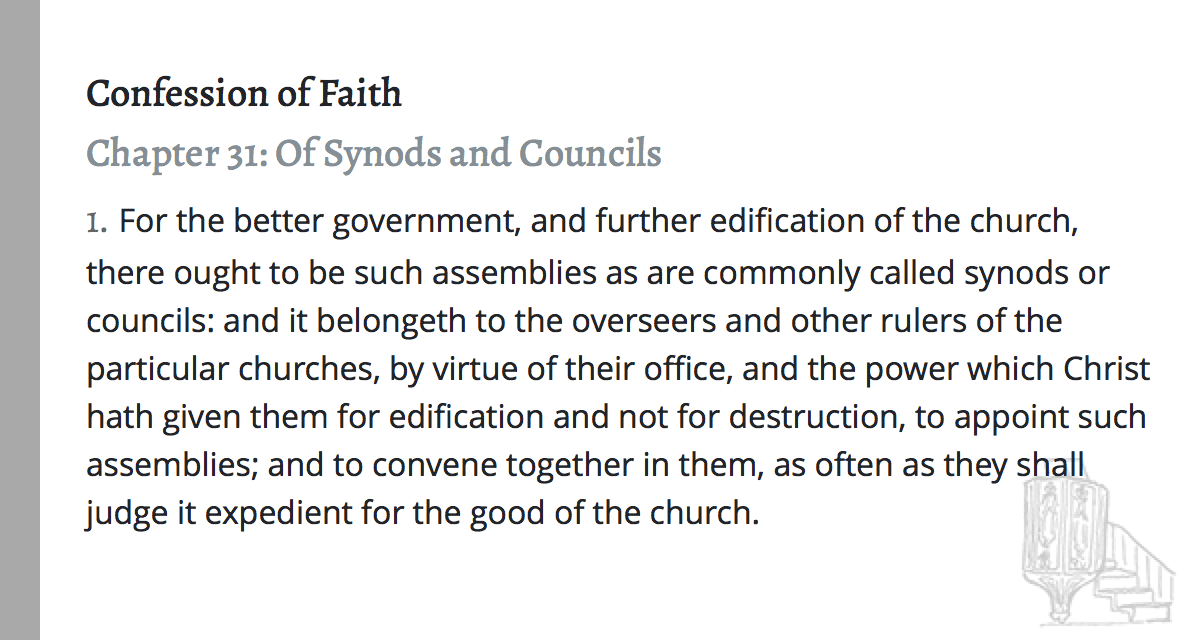 Confession of Faith
Chapter 31: Of Synods and Councils
1. For the better government, and further edification of the church,
there ought to be such assemblies as are commonly called synods or
councils: and it belongeth to the overseers and other rulers of the
particular churches, by virtue of their office, and the power which Christ
hath given them for edification and not for destruction, to appoint such
assemblies; and to convene together in them, as often as they shall
judge it expedient for the good of the church.